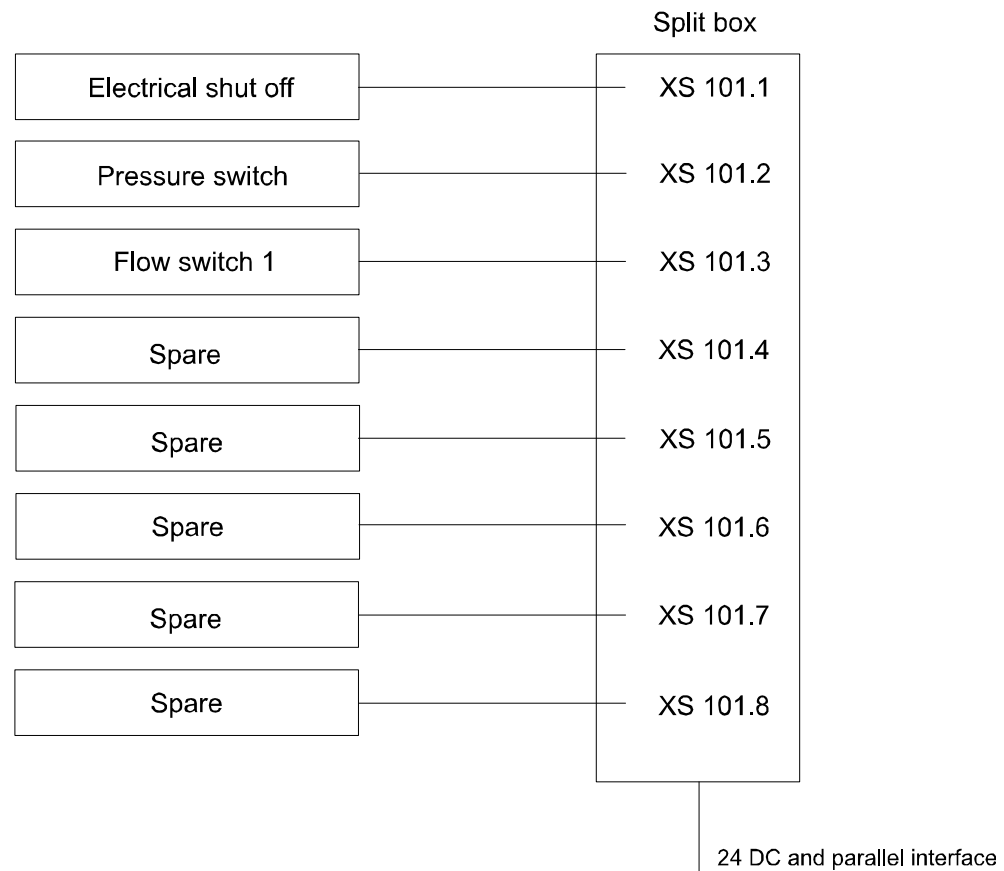 Split box
Electrical shut off XS 101.1
Pressure switch XS 101.2
Flow switch 1 XS 101.3
Spare XS 101.4
Spare XS 101.5
Spare XS 101.6
Spare XS 101.7
Spare XS 101.8
24 DC and parallel interface